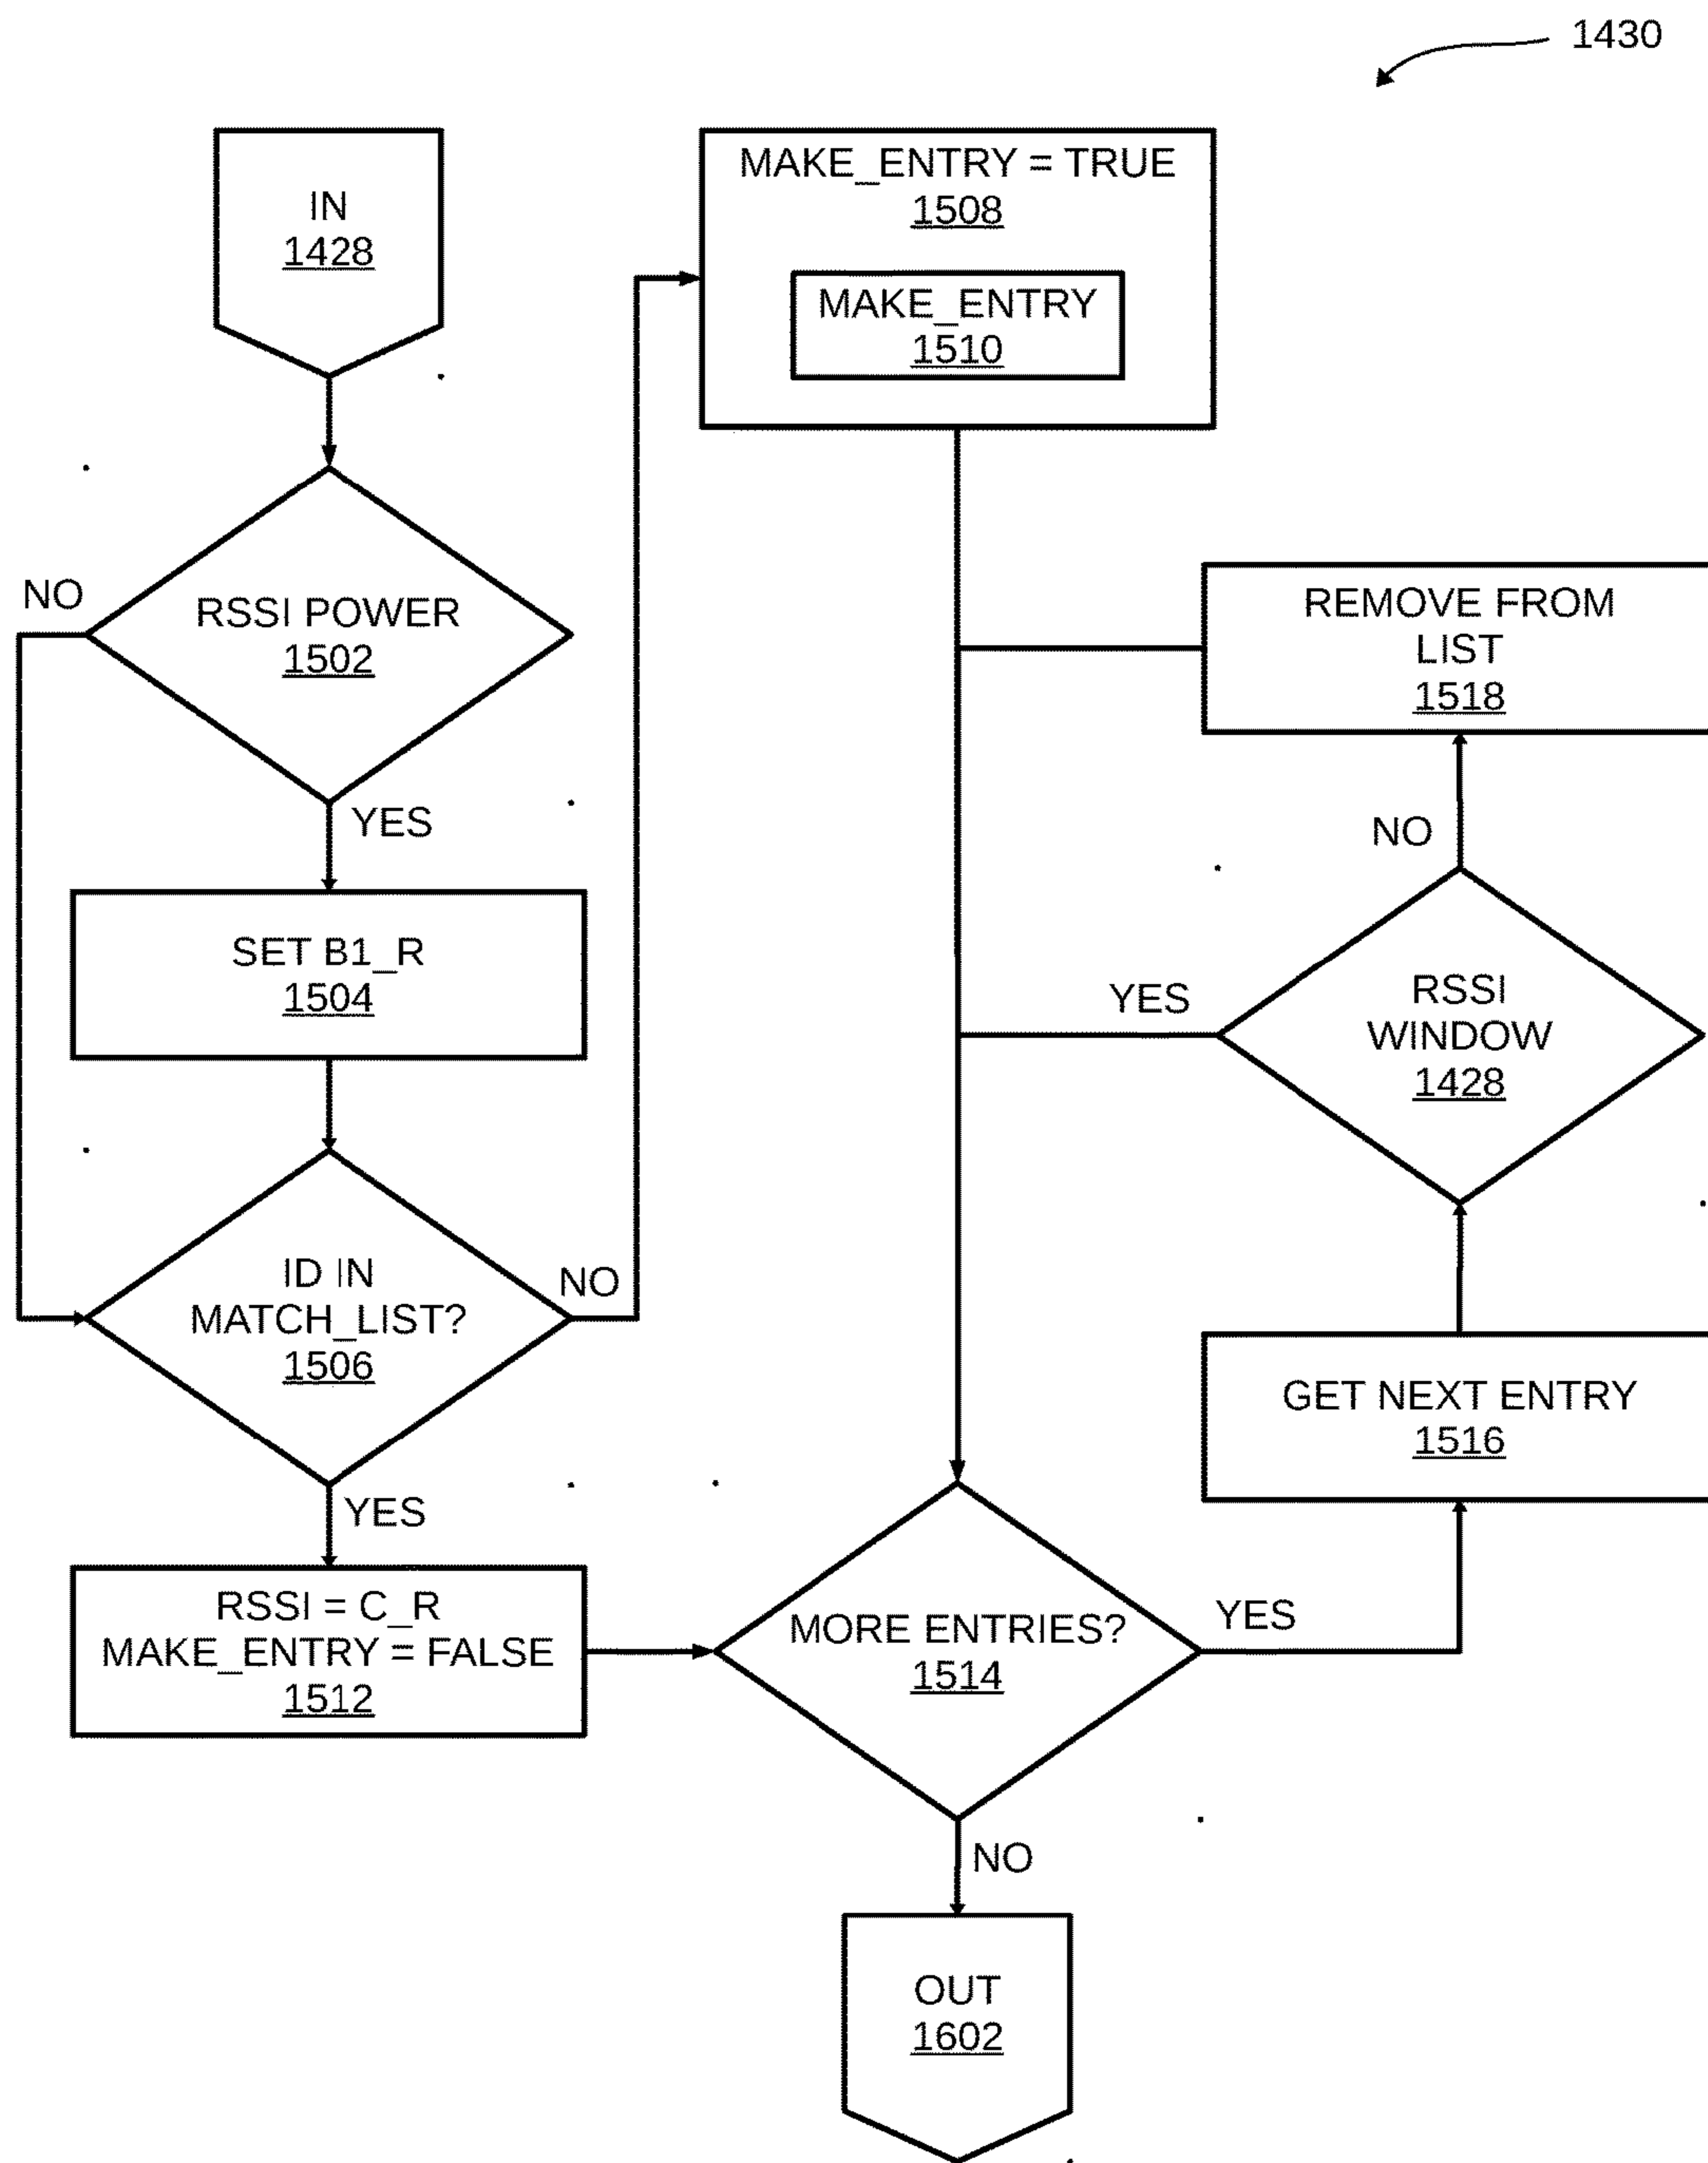 1430
IN
1428
RSSI POWER
1502
NO
YES
SET B1_R
1504
ID IN
MATCH_LIST?
1506
NO
YES
RSSI = C_R
MAKE_ENTRY = FALSE
1512
MAKE_ENTRY = TRUE
1508
MAKE_ENTRY
1510
REMOVE FROM
LIST
1518
NO
YES
RSSI
WINDOW
1428
GET NEXT ENTRY
1516
MORE ENTRIES?
1514
YES
NO
OUT
1602